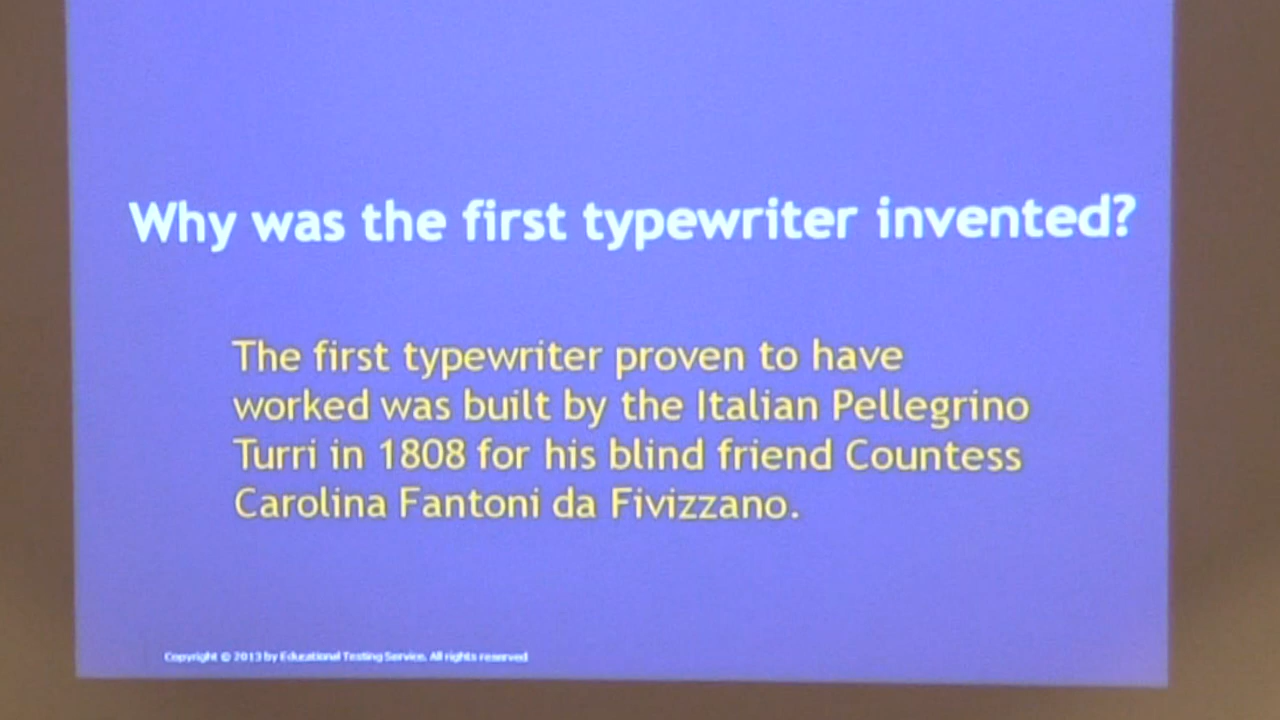 Why was the first typewriter invented?
The first typewriter proven to have
worked was built by the Italian Pellegrino
Turri in 1808 for his blind friend Countess
Carolina Fantoni da Fivizzano.
Copyright © 2013 by Educational Testing Service. All rights reserved